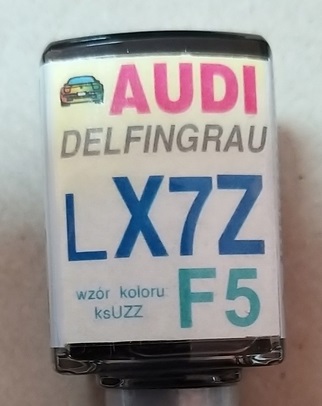 AUDI
DELFINGRAU
LX7Z
wzór koloru F5
ksUZZ